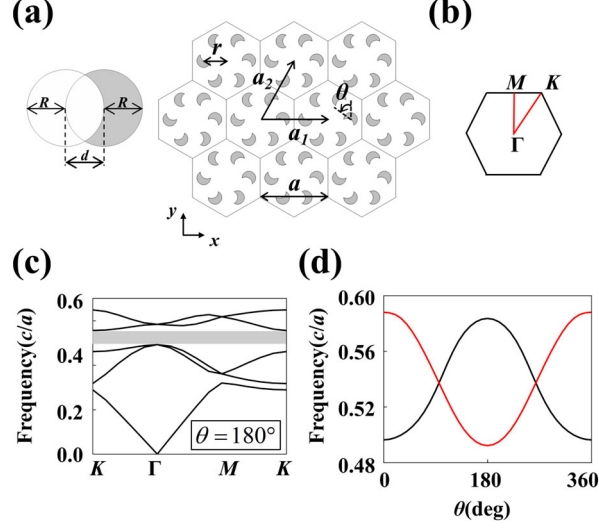 (a)
r
a2
θ
R
R
d
a1
a
y
x
(b)
M
K
Γ
(c)
Frequency(c/a)
0.6
0.4
0.2
0.0
θ = 180°
K
Γ
M
K
(d)
Frequency(c/a)
0.60
0.56
0.52
0.48
0
180
360
θ(deg)